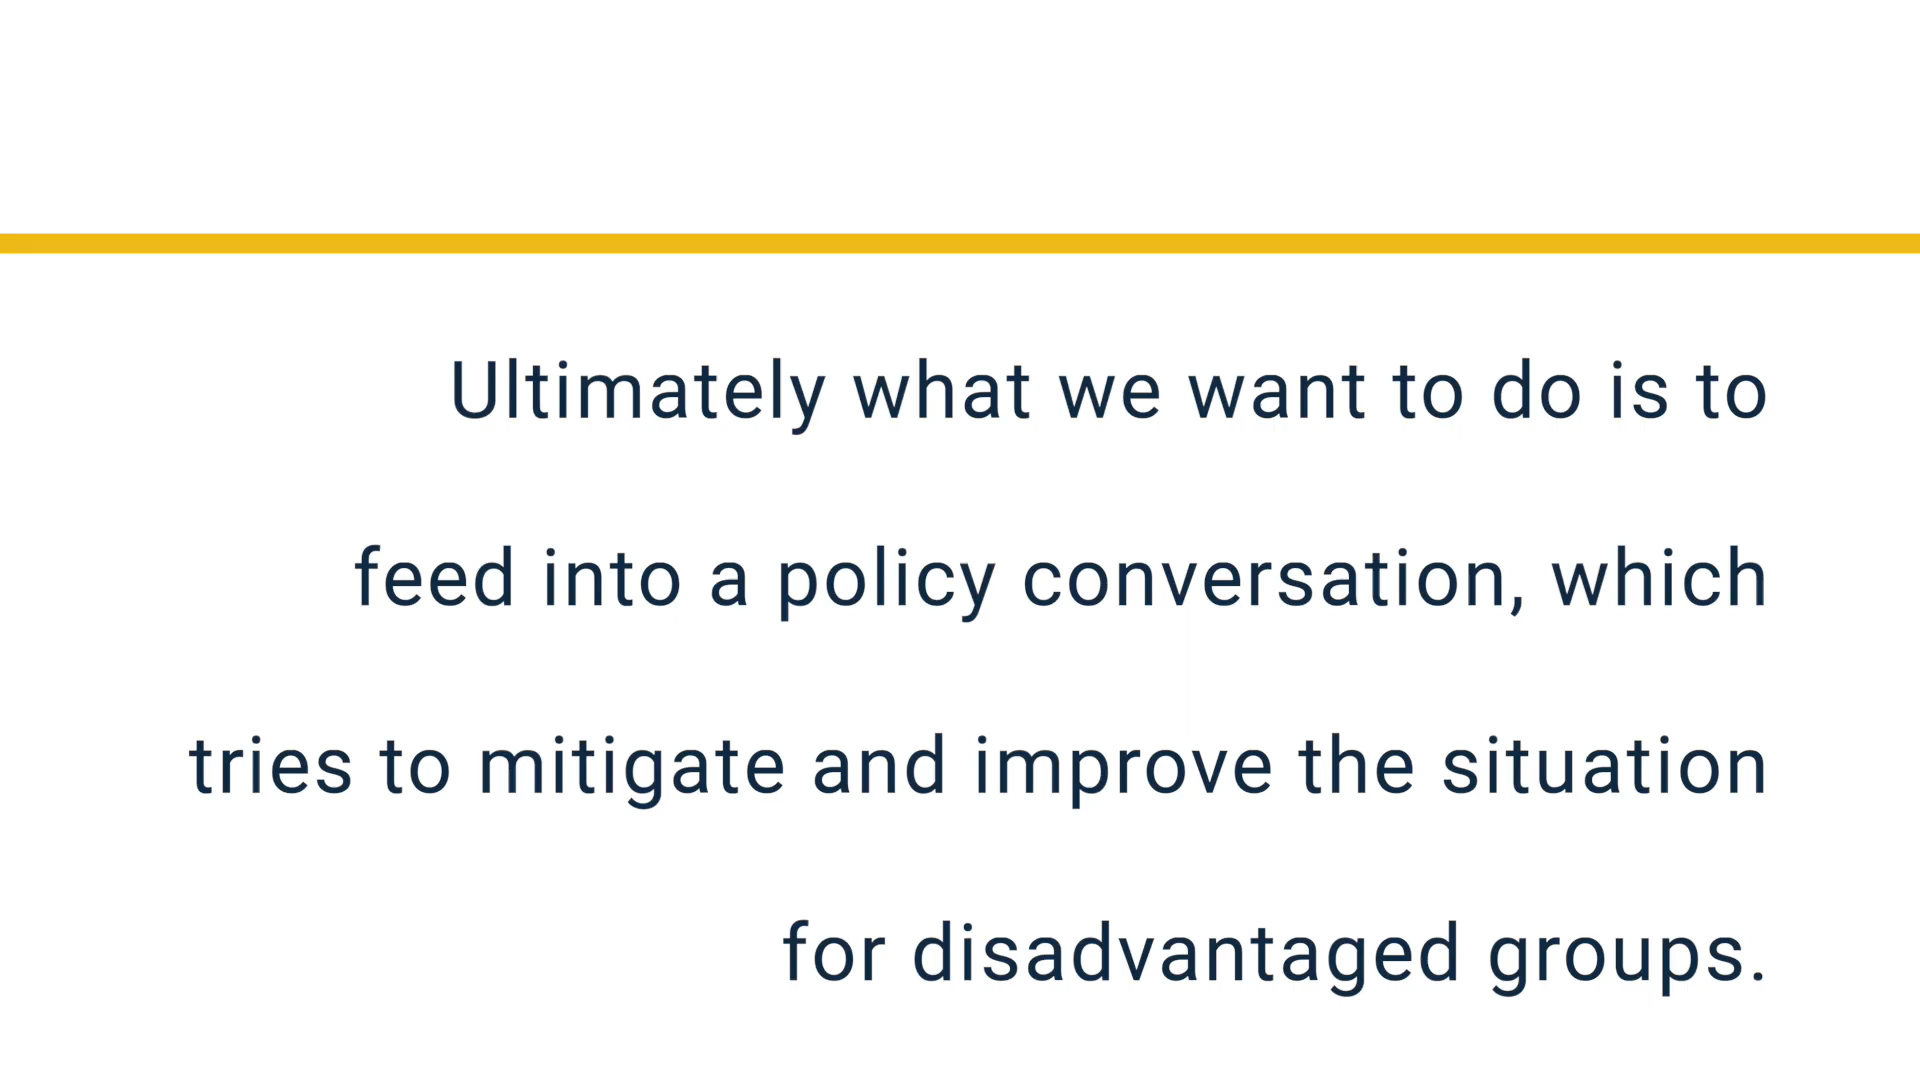 Ultimately what we want to do is to
feed into a policy conversation, which
tries to mitigate and improve the situation
for disadvantaged groups.